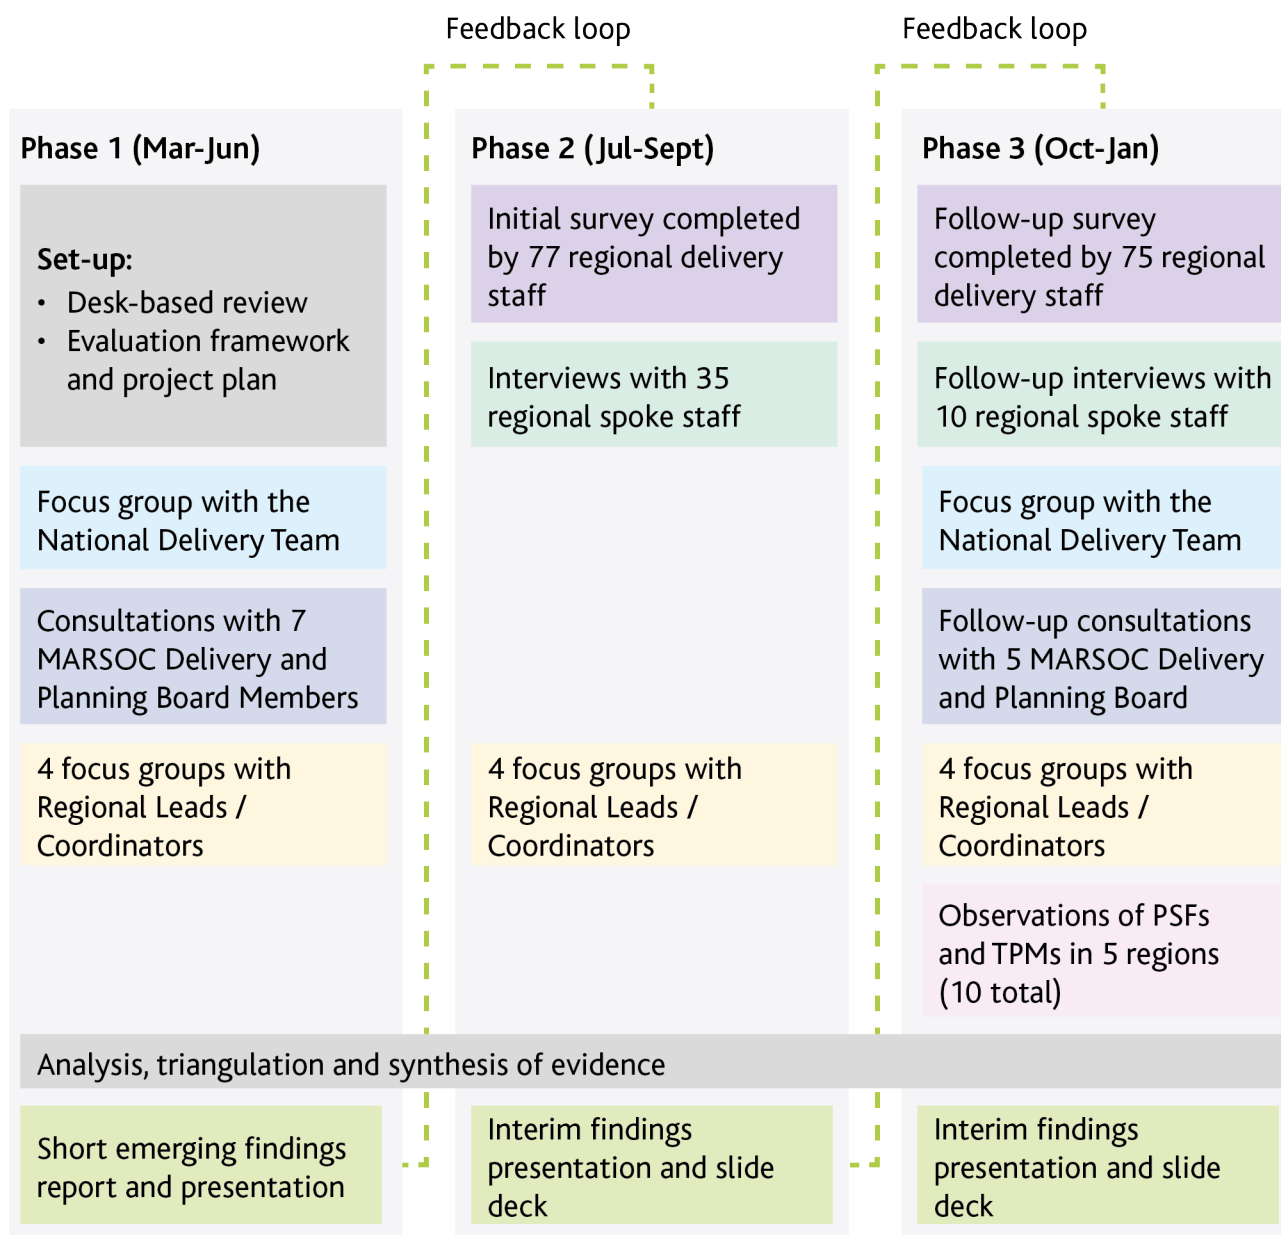 Feedback loop
Feedback loop
Phase 1 (Mar-Jun)
Set-up:
• Desk-based review
• Evaluation framework
and project plan
Focus group with the
National Delivery Team
Consultations with 7
MARSOC Delivery and
Planning Board Members
4 focus groups with
Regional Leads /
Coordinators
Phase 2 (Jul-Sept)
Initial survey completed
by 77 regional delivery
staff
Interviews with 35
regional spoke staff
4 focus groups with
Regional Leads /
Coordinators
Phase 3 (Oct-Jan)
Follow-up survey
completed by 75 regional
delivery staff
Follow-up interviews with
10 regional spoke staff
Focus group with the
National Delivery Team
Follow-up consultations
with 5 MARSOC Delivery
and Planning Board
4 focus groups with
Regional Leads /
Coordinators
Observations of PSFs
and TPMs in 5 regions
(10 total)
Analysis, triangulation and synthesis of evidence
Short emerging findings
report and presentation
Interim findings
presentation and slide
deck
Interim findings
presentation and slide
deck